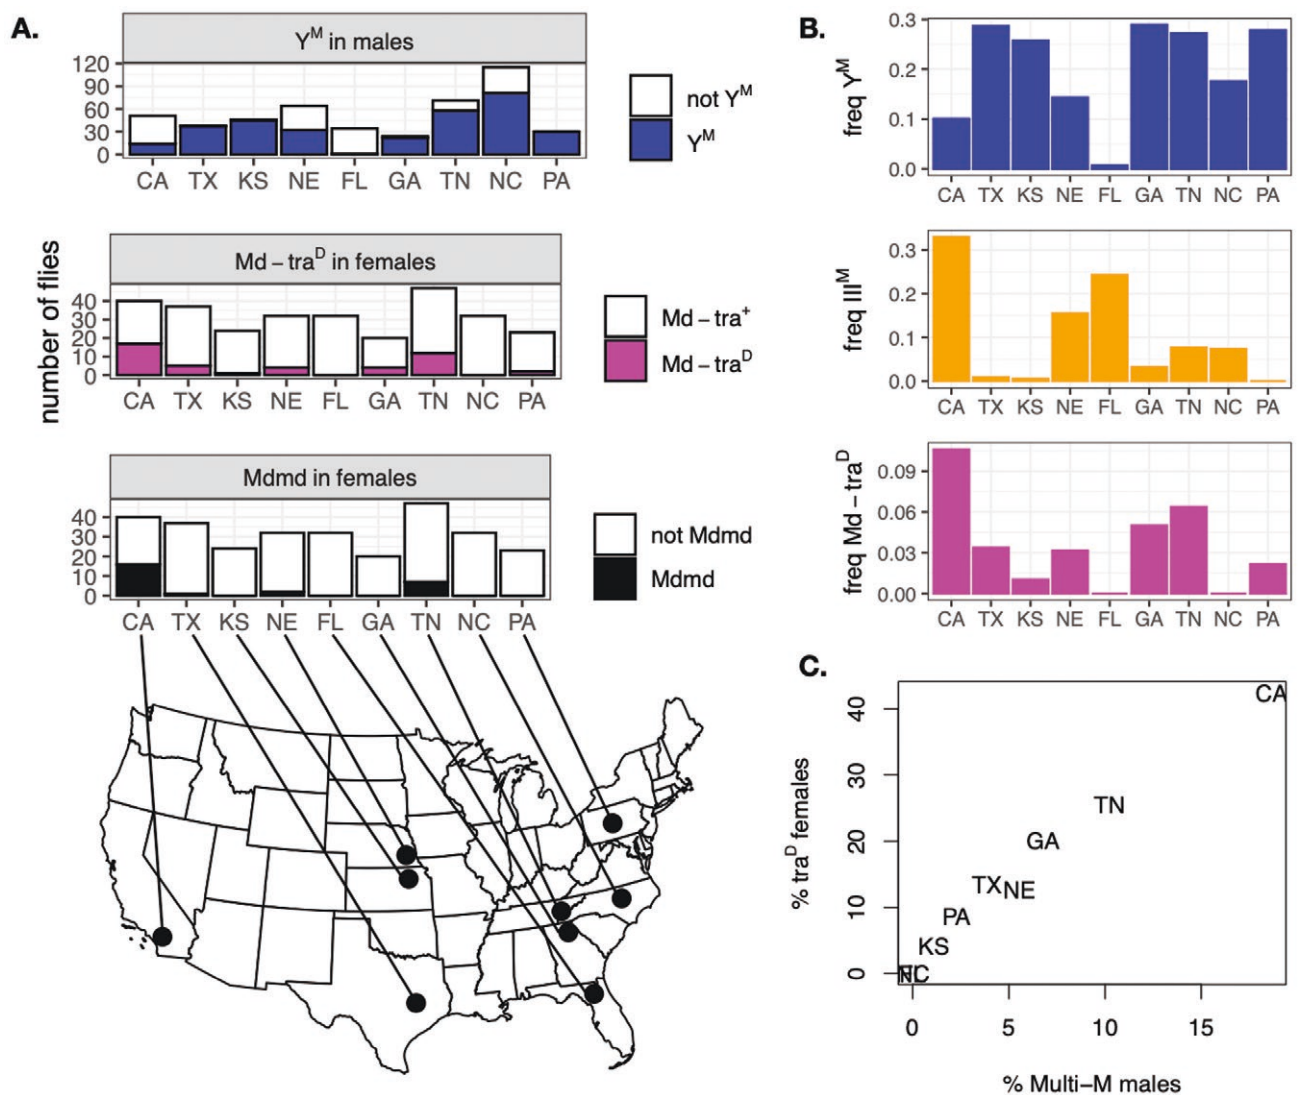 A.
Y^M in males
120
90
60
30
0
CA TX KS NE FL GA TN NC PA
not Y^M
Y^M
number of flies
Md – tra^D in females
40
30
20
10
0
CA TX KS NE FL GA TN NC PA
Md – tra^+
Md – tra^D
Mdmd in females
40
30
20
10
0
CA TX KS NE FL GA TN NC PA
not Mdmd
Mdmd
B.
freq Y^M
0.3
0.2
0.1
0.0
CA TX KS NE FL GA TN NC PA
freq III^M
0.3
0.2
0.1
0.0
CA TX KS NE FL GA TN NC PA
freq Md – tra^D
0.09
0.06
0.03
0.00
CA TX KS NE FL GA TN NC PA
C.
% tra^D females
40
30
20
10
0
CA
TN
GA
TX NE
PA
KS
NC
0 5 10 15
% Multi–M males